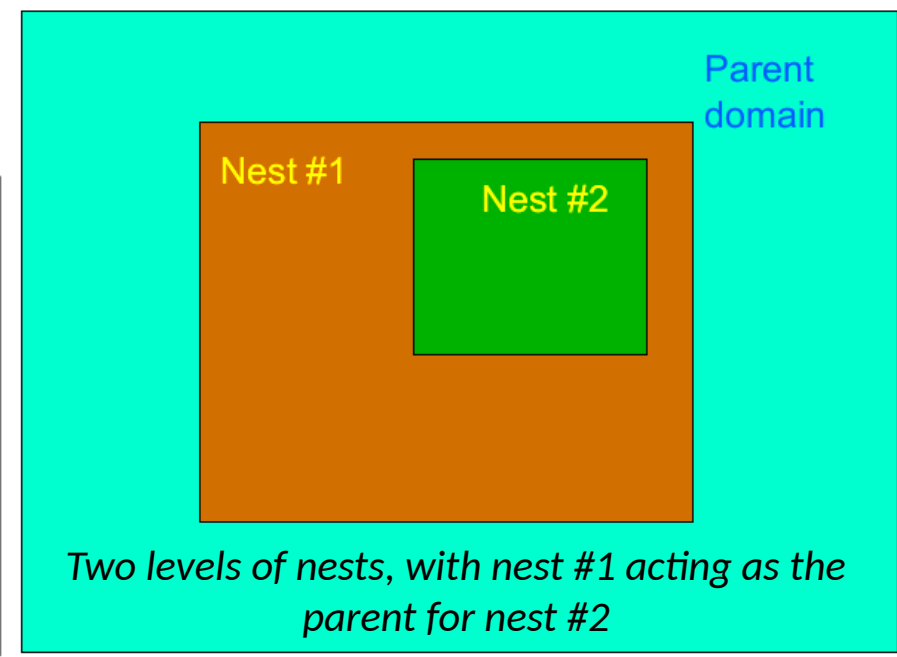 Parent
domain
Nest #1
Nest #2
Two levels of nests, with nest #1 acting as the
parent for nest #2